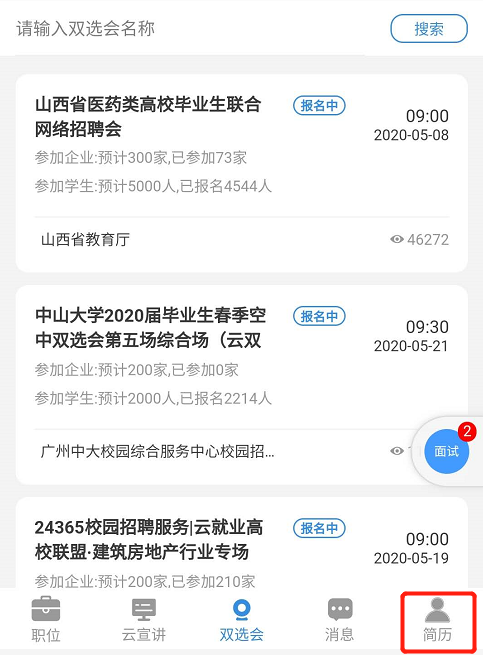 请输入双选会名称
搜索
山西省医药类高校毕业生联合
网络招聘会
报名中
09:00
2020-05-08
参加企业:预计300家,已参加73家
参加学生:预计5000人,已报名4544人
山西省教育厅
46272
中山大学2020届毕业生春季空
中双选会第五场综合场（云双
报名中
09:30
2020-05-21
参加企业:预计200家,已参加0家
参加学生:预计2000人,已报名2214人
广州中大校园综合服务中心校园招...
面试
2
24365校园招聘服务|云就业高
校联盟·建筑房地产行业专场
报名中
09:00
2020-05-19
参加企业:预计200家,已参加210家
职位
云宣讲
双选会
消息
简历